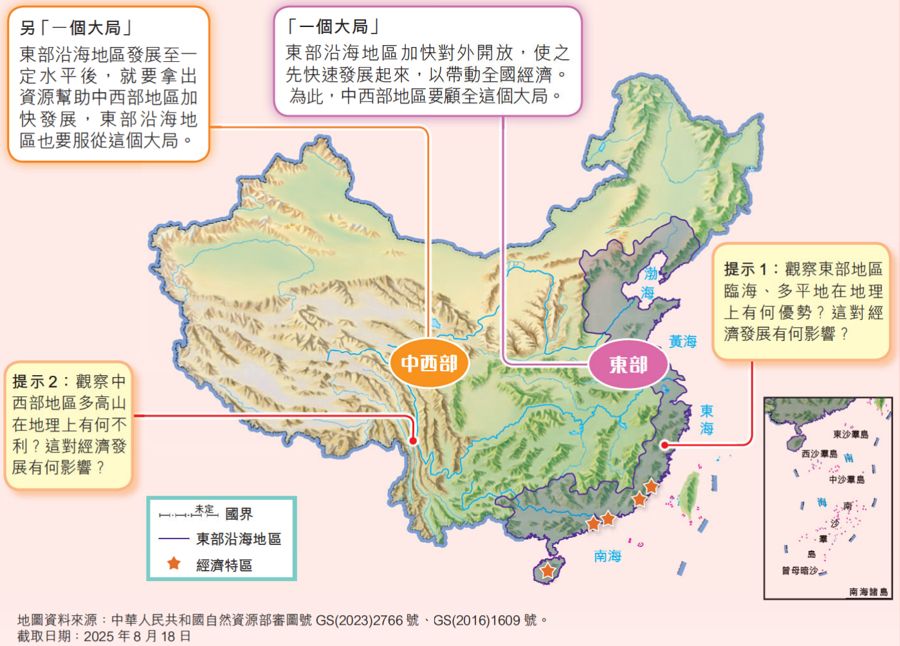 另「一個大局」
東部沿海地區發展至一
定水平後，就要拿出
資源幫助中西部地區加
快發展，東部沿海地
區也要服從這個大局。
「一個大局」
東部沿海地區加快對外開放，使之
先快速發展起來，以帶動全國經濟。
為此，中西部地區要顧全這個大局。
提示1：觀察東部地區
臨海、多平地在地理
上有何優勢？這對經
濟發展有何影響？
渤
海
黃海
中西部
東部
提示2：觀察中
西部地區多高山
在地理上有何不
利？這對經濟發
展有何影響？
東
海
南海
未定
國界
東部沿海地區
經濟特區
東沙羣島
西沙羣島
南
中沙羣島
海
南
沙
羣
島
曾母暗沙
南海諸島
地圖資料來源：中華人民共和國自然資源部審圖號 GS(2023)2766 號、GS(2016)1609 號。
截取日期：2025 年 8 月 18 日